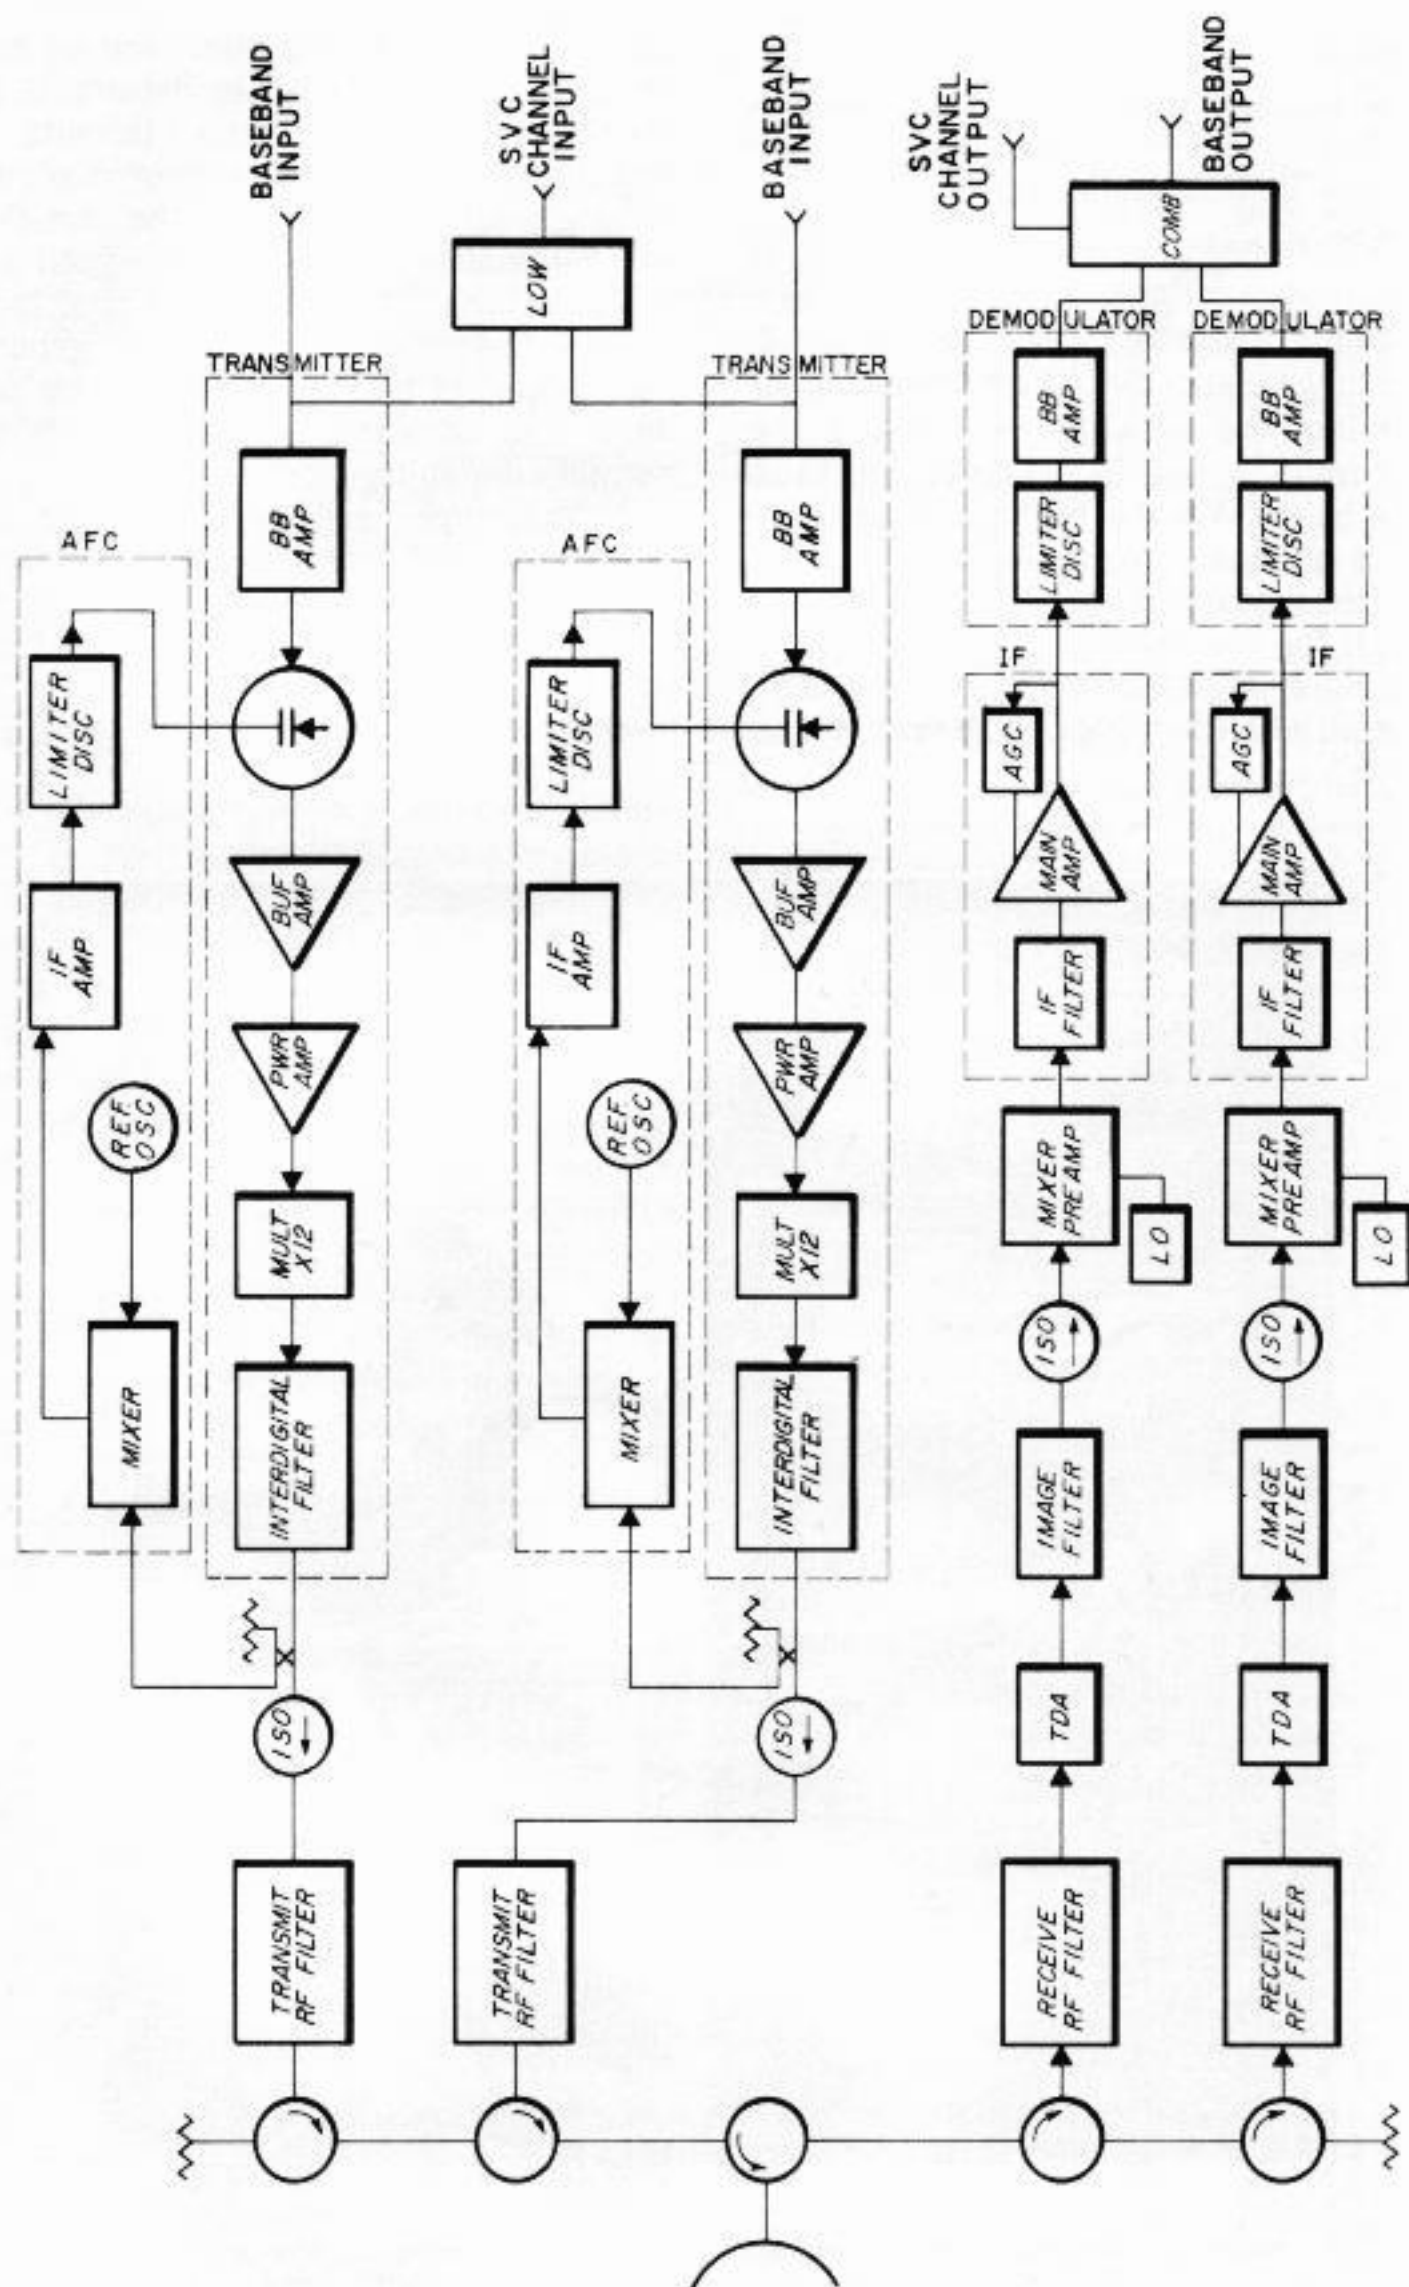 BASEBAND
INPUT
SVC
CHANNEL
INPUT
BASEBAND
INPUT
SVC
CHANNEL
OUTPUT
BASEBAND
OUTPUT
LOW
COMB
TRANSMITTER
TRANSMITTER
DEMODULATOR
DEMODULATOR
AFC
BB
AMP
AFC
BB
AMP
BB
AMP
BB
AMP
LIMITER
DISC
LIMITER
DISC
LIMITER
DISC
LIMITER
DISC
IF
IF
AGC
AGC
IF
AMP
BUF
AMP
IF
AMP
BUF
AMP
MAIN
AMP
MAIN
AMP
REF
OSC
PWR
AMP
REF
OSC
PWR
AMP
IF
FILTER
IF
FILTER
MULT
X12
MULT
X12
MIXER
PREAMP
LO
MIXER
PREAMP
LO
MIXER
INTERDIGITAL
FILTER
MIXER
INTERDIGITAL
FILTER
ISO
ISO
IMAGE
FILTER
IMAGE
FILTER
ISO
ISO
TDA
TDA
TRANSMIT
RF FILTER
TRANSMIT
RF FILTER
RECEIVE
RF FILTER
RECEIVE
RF FILTER